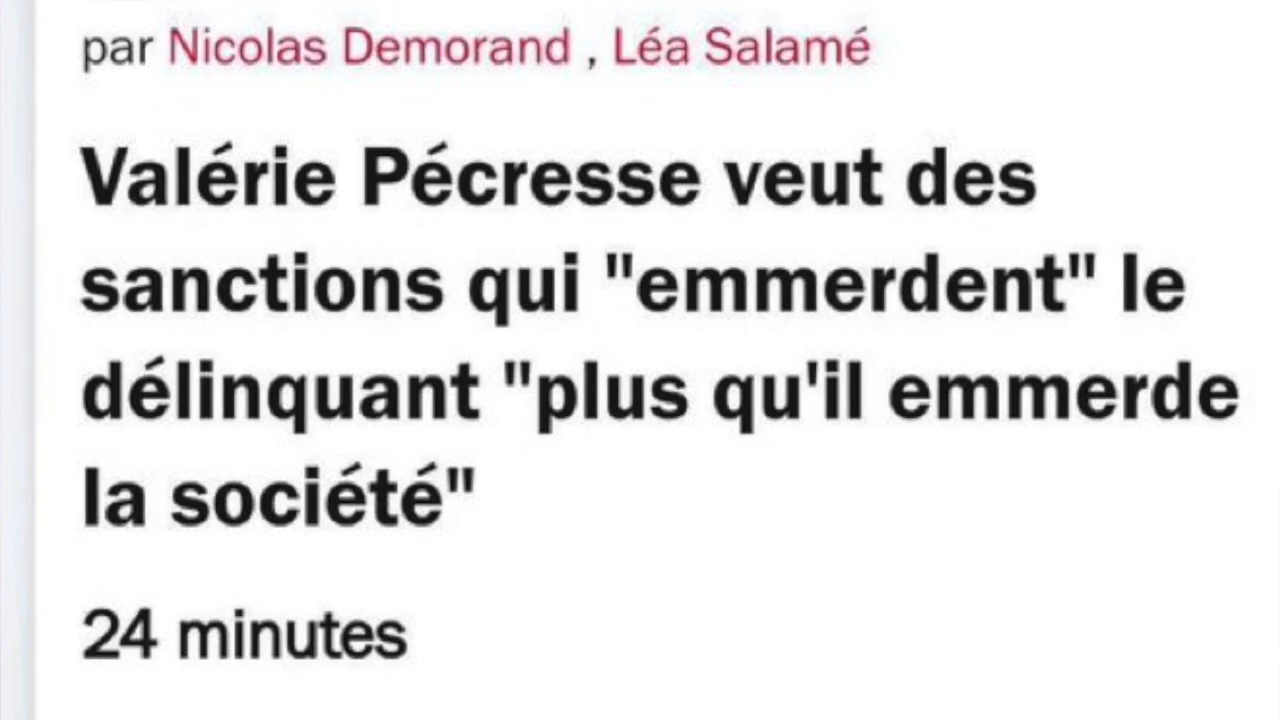 par Nicolas Demorand , Léa Salamé
Valérie Pécresse veut des
sanctions qui "emmerdent" le
délinquant "plus qu'il emmerde
la société"
24 minutes